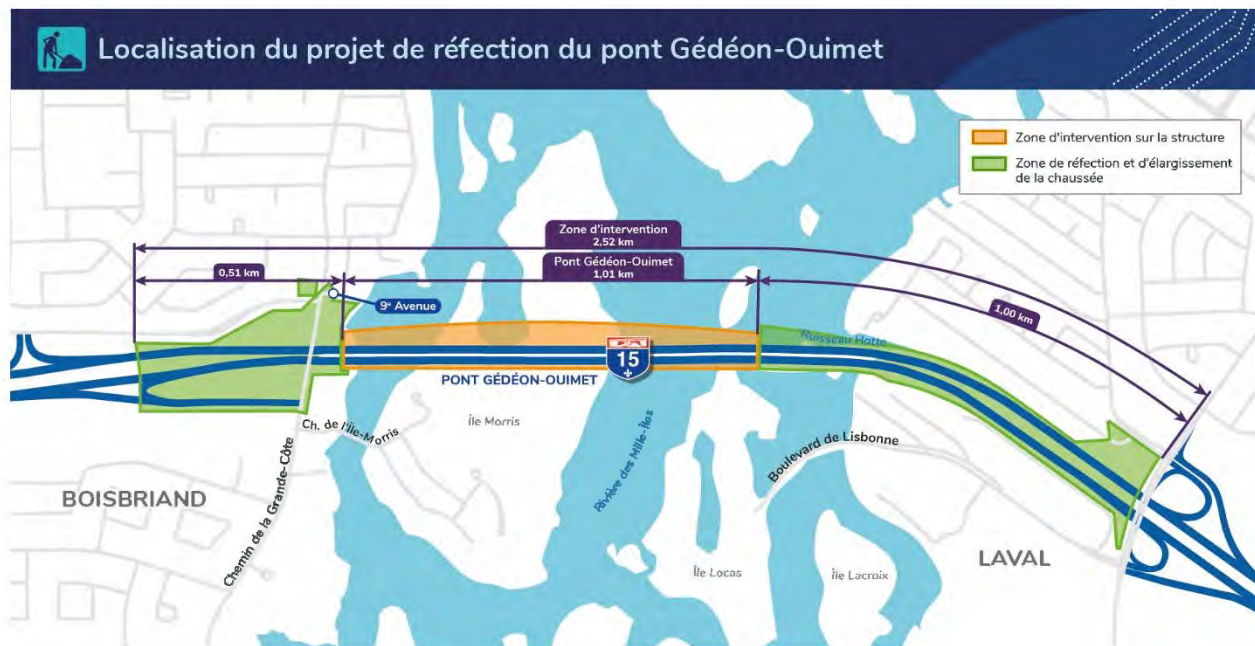 Localisation du projet de réfection du pont Gédéon-Ouimet
Zone d'intervention sur la structure
Zone de réfection et d'élargissement
de la chaussée
Zone d'intervention
2,52 km
0,51 km
Pont Gédéon-Ouimet
1,01 km
1,00 km
9e Avenue
Ruisseau Hotte
15
PONT GÉDÉON-OUIMET
Île Morris
Ch. de l'Île-Morris
Rivière des Mille-Îles
Boulevard de Lisbonne
BOISBRIAND
Chemin de la Grande-Côte
Île Locas
Île Lacroix
LAVAL